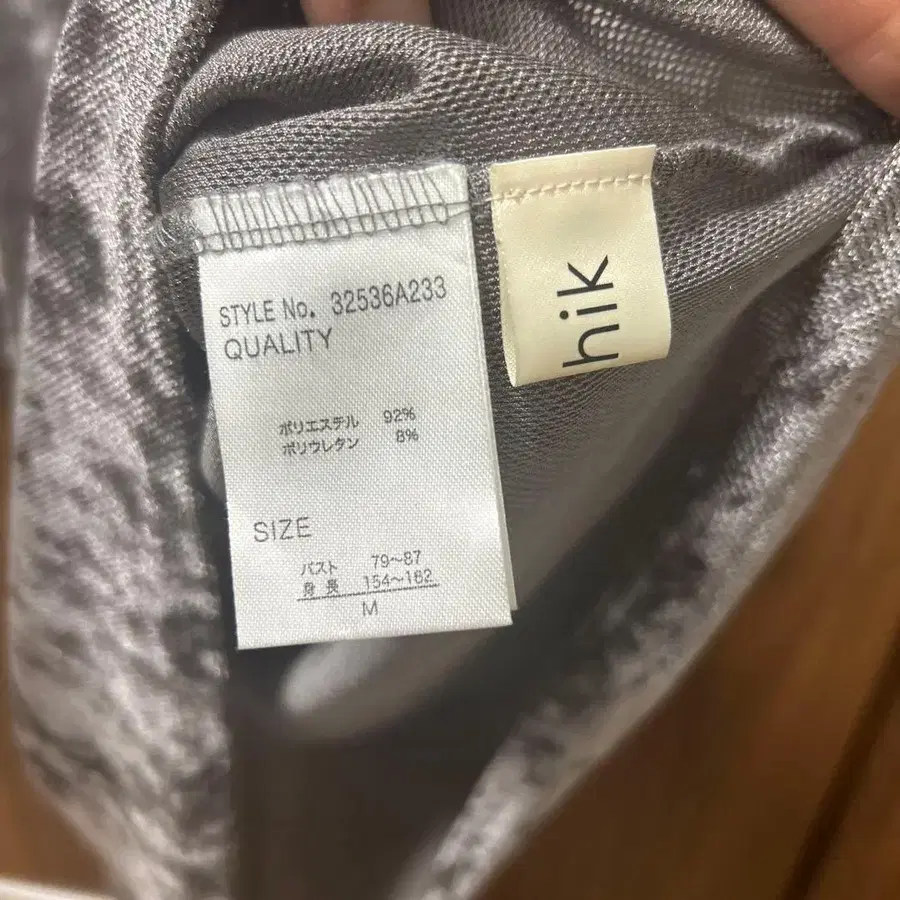 STYLE No. 32536A233
QUALITY
ポリエステル 92%
ポリウレタン 8%
SIZE
バスト 79～87
身長 154～162
M
hik